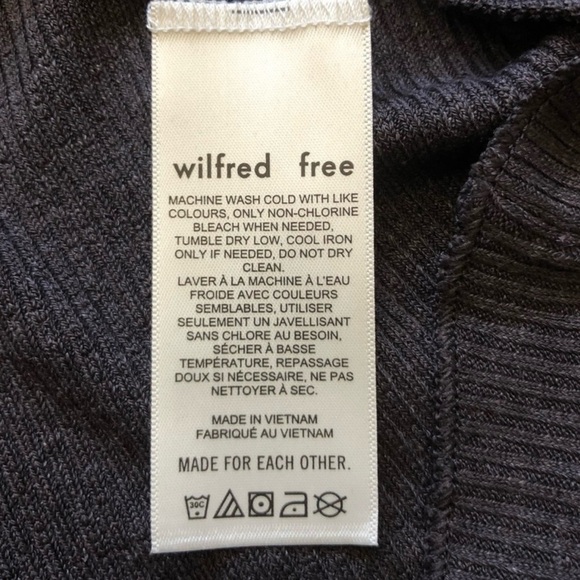 wilfred free
MACHINE WASH COLD WITH LIKE
COLOURS, ONLY NON-CHLORINE
BLEACH WHEN NEEDED,
TUMBLE DRY LOW, COOL IRON
ONLY IF NEEDED, DO NOT DRY
CLEAN.
LAVER À LA MACHINE À L'EAU
FROIDE AVEC COULEURS
SEMBLABLES, UTILISER
SEULEMENT UN JAVELLISANT
SANS CHLORE AU BESOIN,
SÉCHER À BASSE
TEMPÉRATURE, REPASSAGE
DOUX SI NÉCESSAIRE, NE PAS
NETTOYER À SEC.
MADE IN VIETNAM
FABRIQUÉ AU VIETNAM
MADE FOR EACH OTHER.
30C